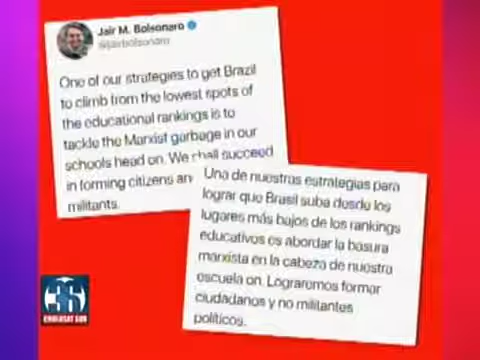 Jair M. Bolsonaro
@jairbolsonaro
One of our strategies to get Brazil
to climb from the lowest spots of
the educational rankings is to
tackle the Marxist garbage in our
schools head on. We shall succeed
in forming citizens an
militants.
Una de nuestras estrategias para
lograr que Brasil suba desde los
lugares más bajos de los rankings
educativos es abordar la basura
marxista en la cabeza de nuestra
escuela on. Lograremos formar
ciudadanos y no militantes
políticos.